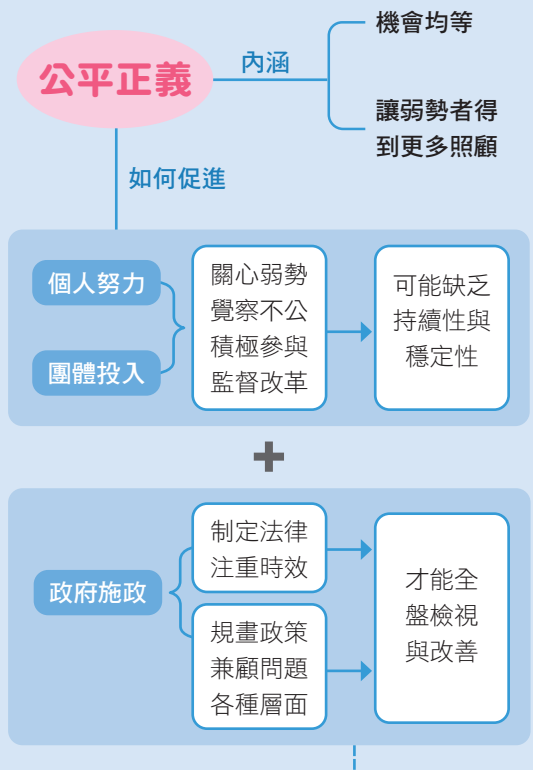 公平正義
內涵
機會均等
讓弱勢者得
到更多照顧
如何促進
個人努力
團體投入
關心弱勢
覺察不公
積極參與
監督改革
可能缺乏
持續性與
穩定性
+
政府施政
制定法律
注重時效
規畫政策
兼顧問題
各種層面
才能全
盤檢視
與改善